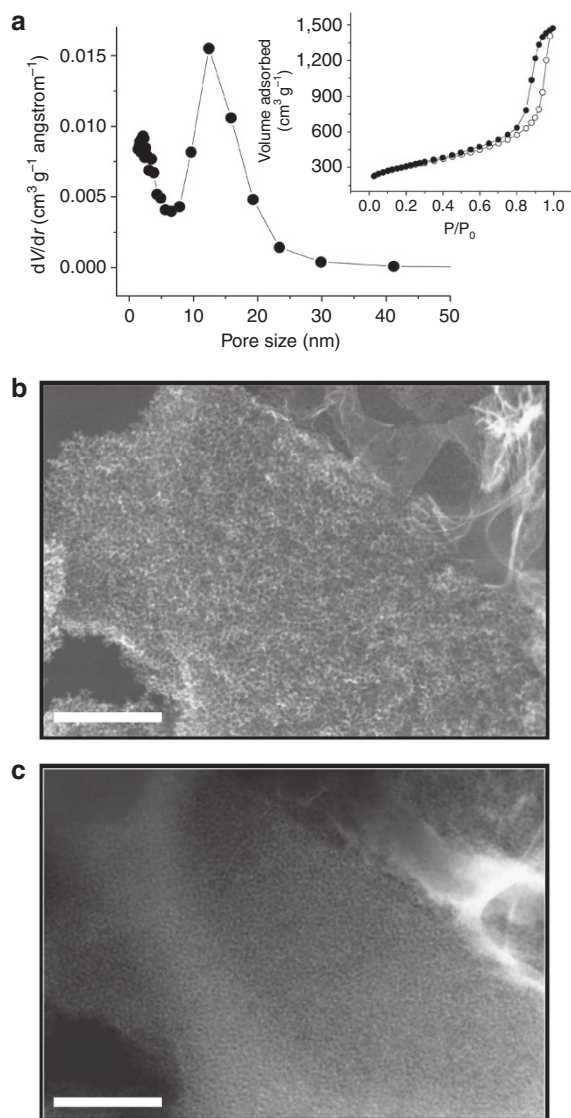 a
0.015
0.010
0.005
0.000
dV/dr (cm³ g⁻¹ angstrom⁻¹)
0 10 20 30 40 50
Pore size (nm)
1,500
1,200
900
600
300
Volume adsorbed
(cm³ g⁻¹)
0.0 0.2 0.4 0.6 0.8 1.0
P/P₀
b
c